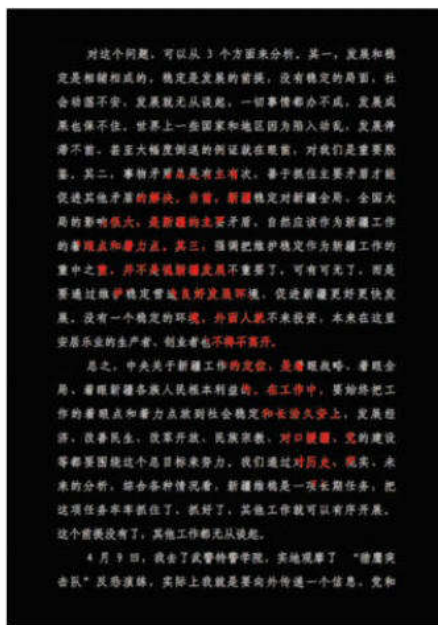 对这个问题，可以从 3 个方面来分析。其一，发展和稳
定是相辅相成的，稳定是发展的前提，没有稳定的局面，社
会动荡不安，发展就无从谈起，一切事情都办不成，发展成
果也保不住。世界上一些国家和地区因为陷入动乱，发展停
滞不前、甚至大幅度倒退的例证就在眼前，对我们是重要殷
鉴。其二，事物矛盾总是有主有次，善于抓住主要矛盾才能
促进其他矛盾的解决。当前，新疆稳定对新疆全局、全国大
局的影响很大，是新疆的主要矛盾，自然应该作为新疆工作
的着眼点和着力点。其三，强调把维护稳定作为新疆工作的
重中之重，并不是说新疆发展不重要了，可有可无了，而是
要通过维护稳定营造良好发展环境，促进新疆更好更快发
展。没有一个稳定的环境，外面人就不来投资，本来在这里
安居乐业的生产者、创业者也不得不离开。
总之，中央关于新疆工作的定位，是着眼战略、着眼全
局、着眼新疆各族人民根本利益的。在工作中，要始终把工
作的着眼点和着力点放到社会稳定和长治久安上，发展经
济、改善民生、改革开放、民族宗教、对口援疆、党的建设
等都要围绕这个总目标来努力。我们通过对历史、现实、未
来的分析，综合各种情况看，新疆维稳是一项长期任务，把
这项任务牢牢抓住了、抓好了，其他工作就可以有序开展。
这个前提没有了，其他工作都无从谈起。
4 月 9 日，我去了武警特警学院，实地观摩了 “猎鹰突
击队”反恐演练，实际上我就是要向外传递一个信息，党和